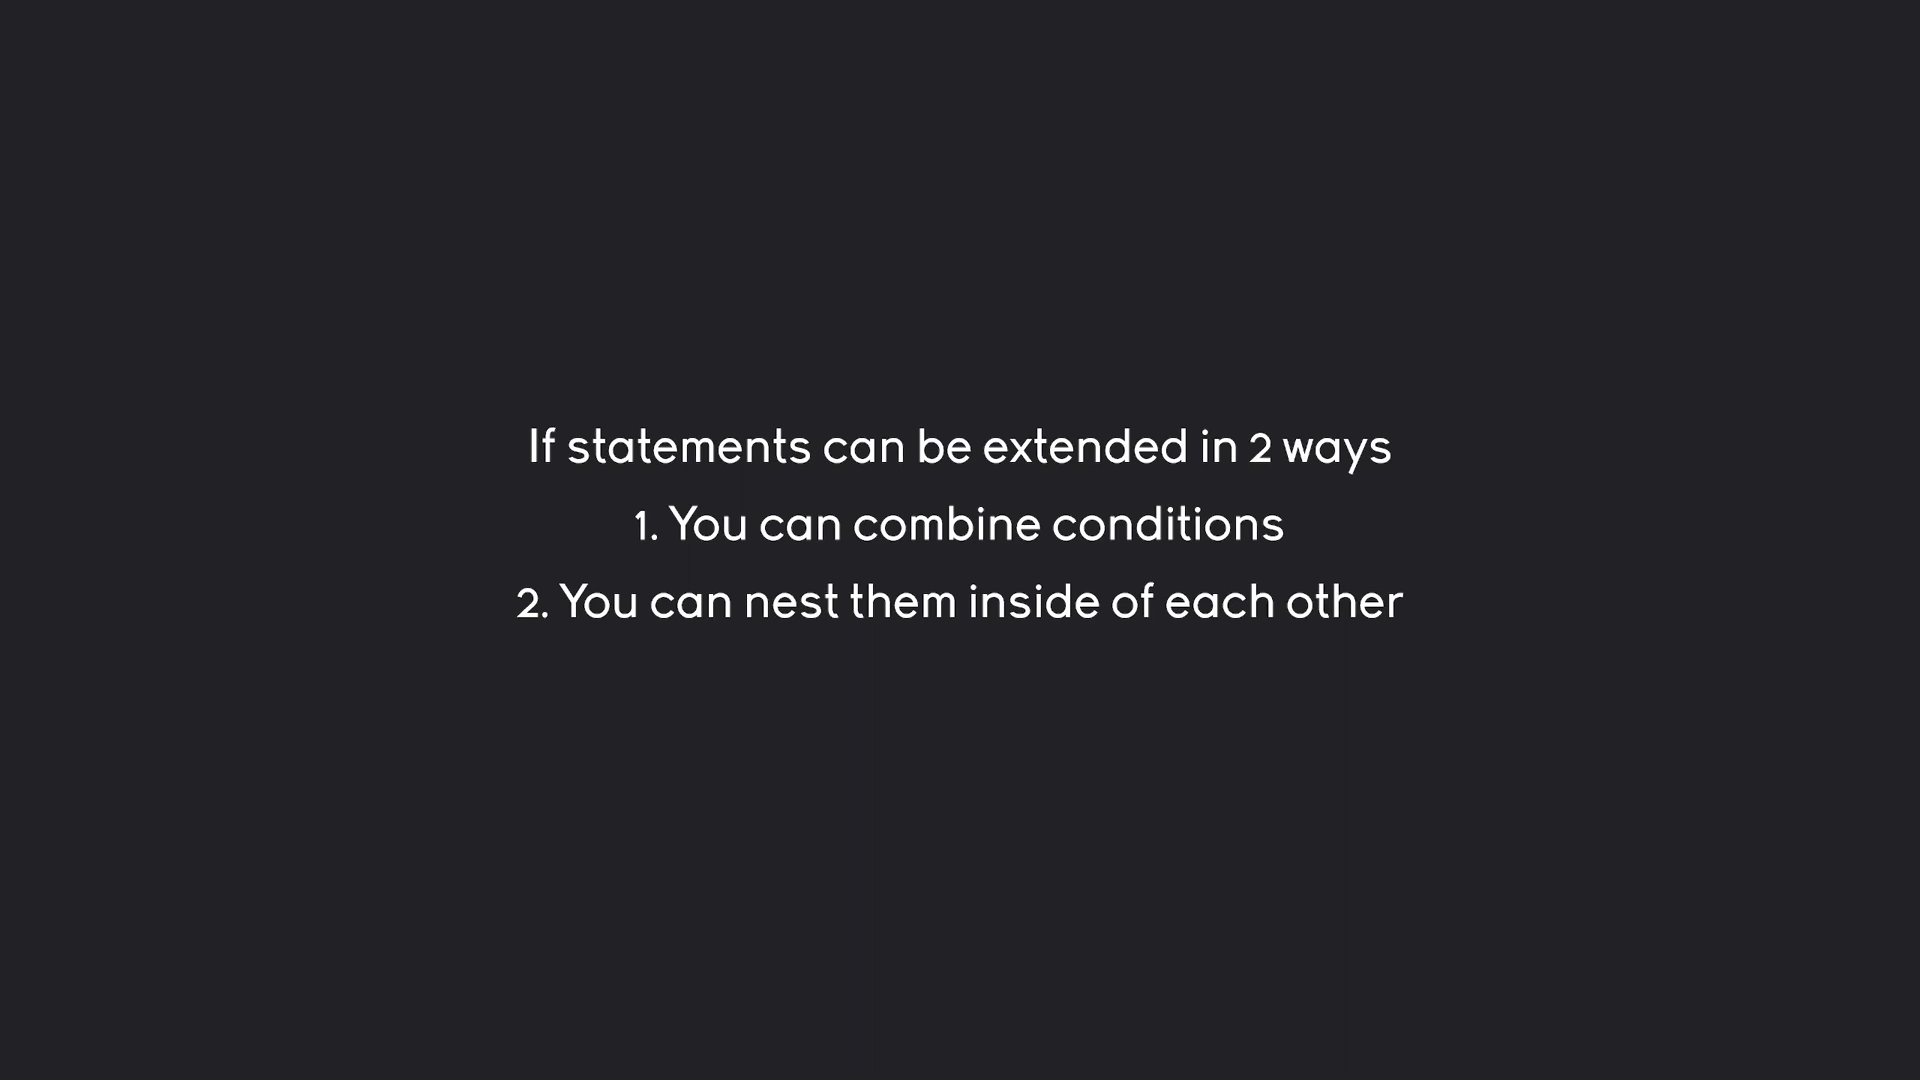 If statements can be extended in 2 ways
1. You can combine conditions
2. You can nest them inside of each other